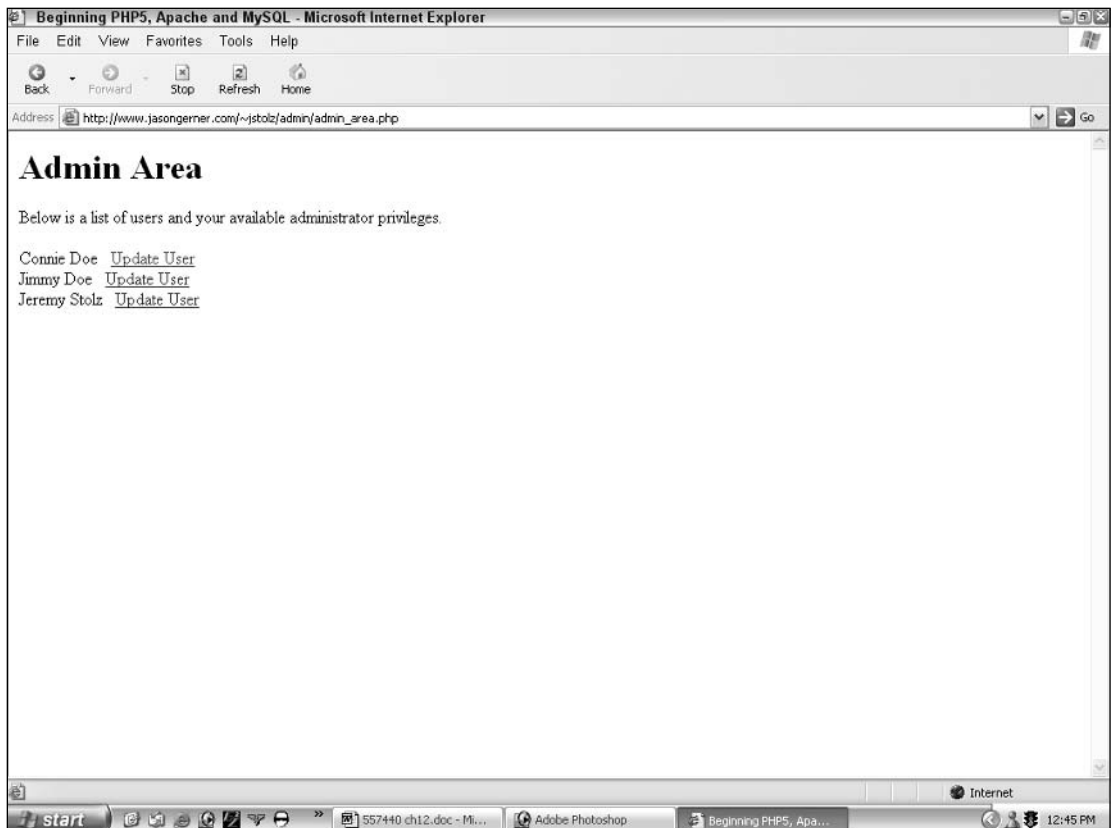 Beginning PHP5, Apache and MySQL - Microsoft Internet Explorer
File Edit View Favorites Tools Help
Back Forward Stop Refresh Home
Address http://www.jasongerner.com/~jstolz/admin/admin_area.php Go
Admin Area
Below is a list of users and your available administrator privileges.
Connie Doe Update User
Jimmy Doe Update User
Jeremy Stolz Update User
Internet
start » 557440 ch12.doc - Mi... Adobe Photoshop Beginning PHP5, Apa... 12:45 PM